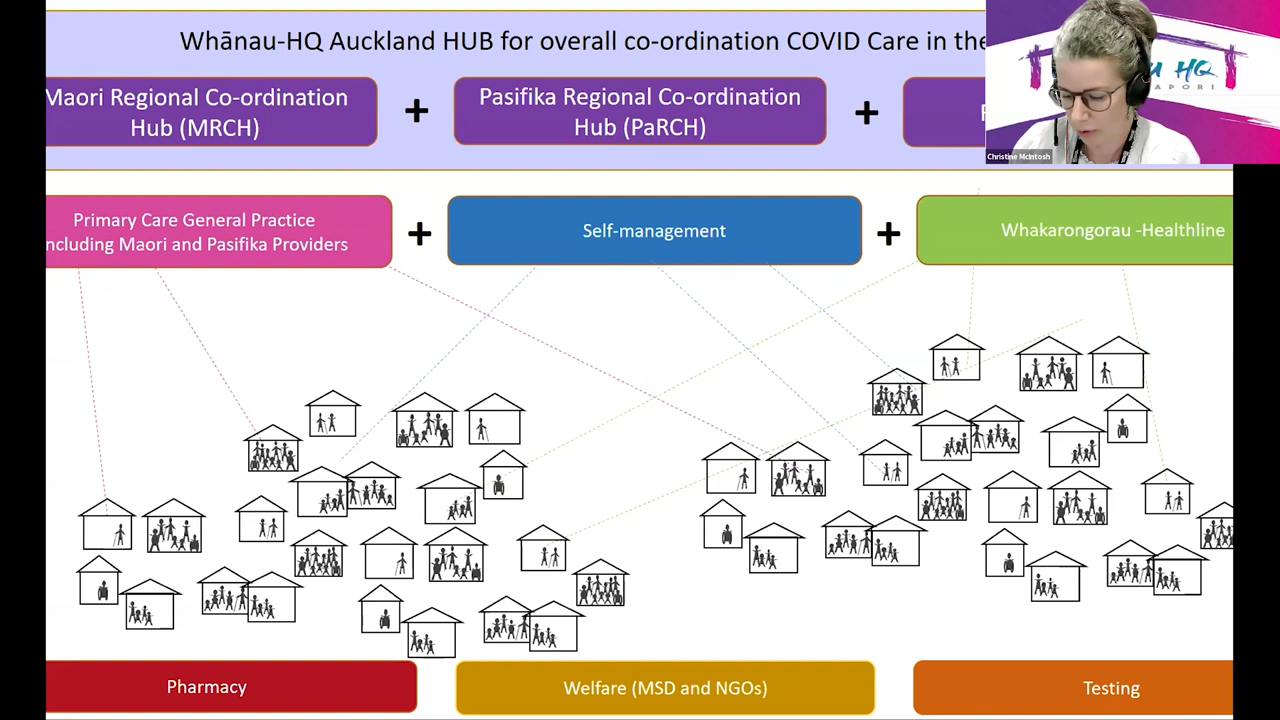 Whānau-HQ Auckland HUB for overall co-ordination COVID Care in the
HQ
APORI
Christine McIntosh
Maori Regional Co-ordination
Hub (MRCH)
+
Pasifika Regional Co-ordination
Hub (PaRCH)
+
Primary Care General Practice
ncluding Maori and Pasifika Providers
+
Self-management
+
Whakarongorau -Healthline
Pharmacy
Welfare (MSD and NGOs)
Testing